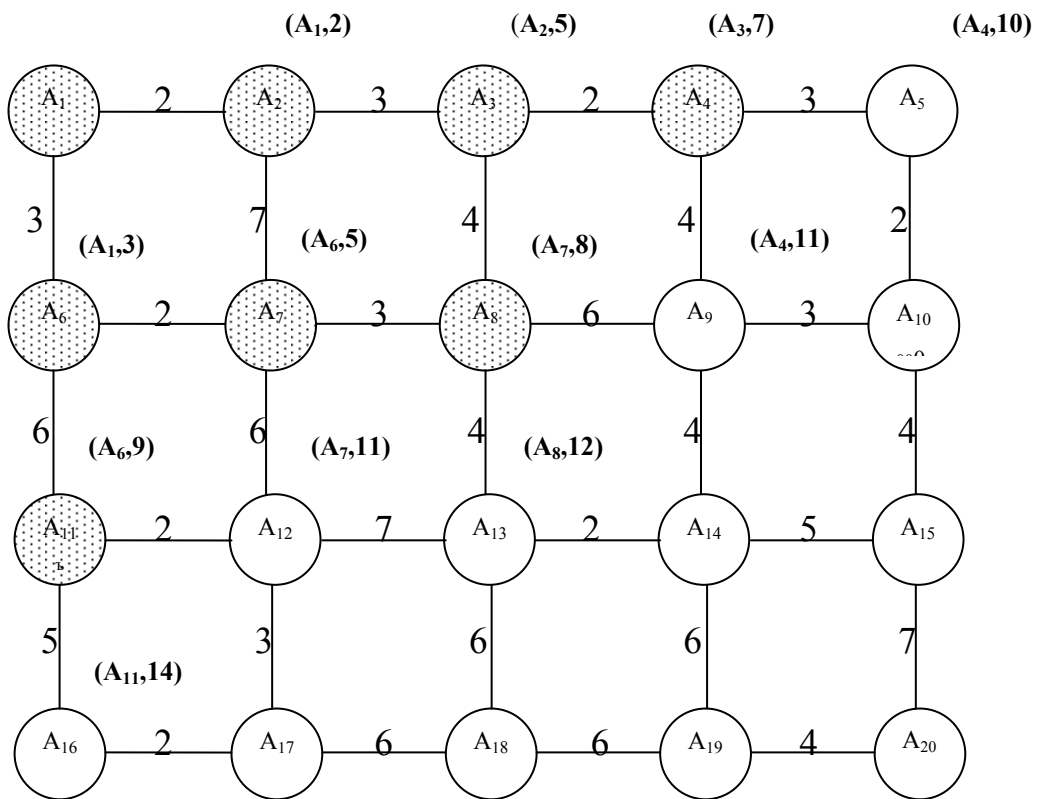 (A₁,2) (A₂,5) (A₃,7) (A₄,10)
A₁ 2 A₂ 3 A₃ 2 A₄ 3 A₅
3 7 4 4 2
(A₁,3) (A₆,5) (A₇,8) (A₄,11)
A₆ 2 A₇ 3 A₈ 6 A₉ 3 A₁₀
6 6 4 4 4
(A₆,9) (A₇,11) (A₈,12)
A₁₁ 2 A₁₂ 7 A₁₃ 2 A₁₄ 5 A₁₅
5 3 6 6 7
(A₁₁,14)
A₁₆ 2 A₁₇ 6 A₁₈ 6 A₁₉ 4 A₂₀